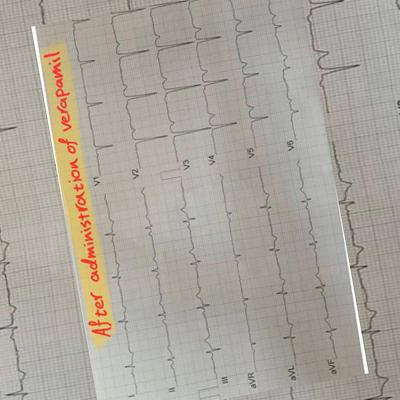 After administration of verapamil
V1
V2
V3
V4
V5
V6
I
II
III
aVR
aVL
aVF